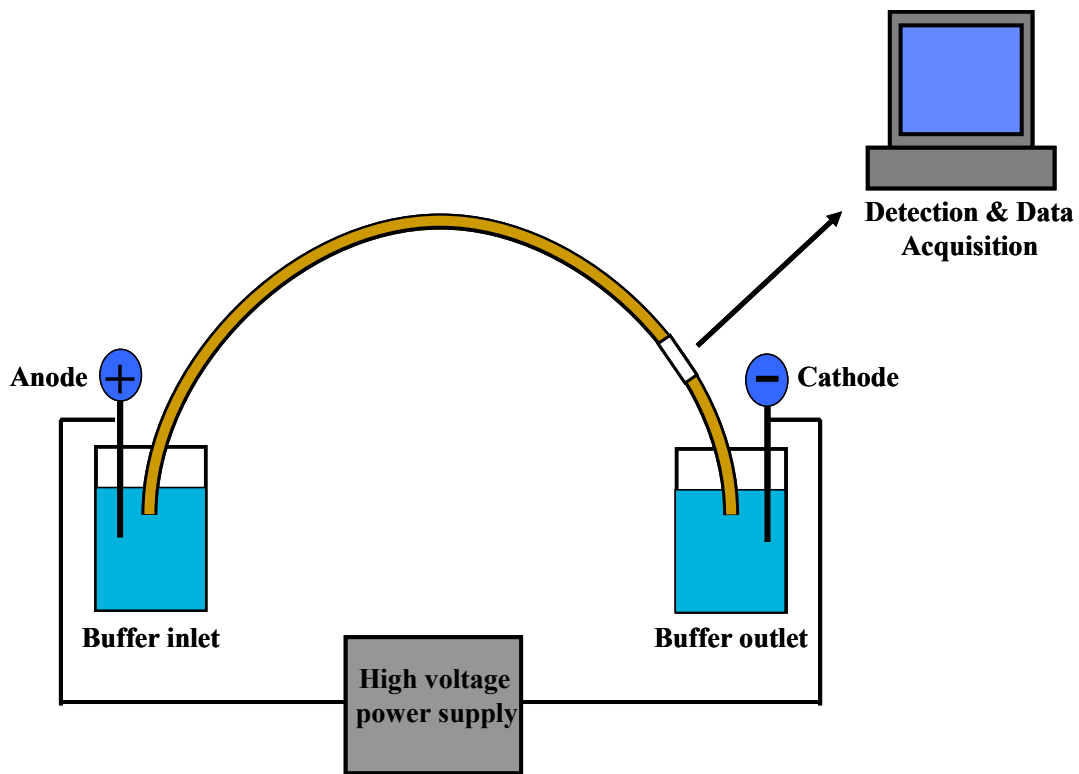 Detection & Data
Acquisition
Anode
+
-
Cathode
Buffer inlet
Buffer outlet
High voltage
power supply